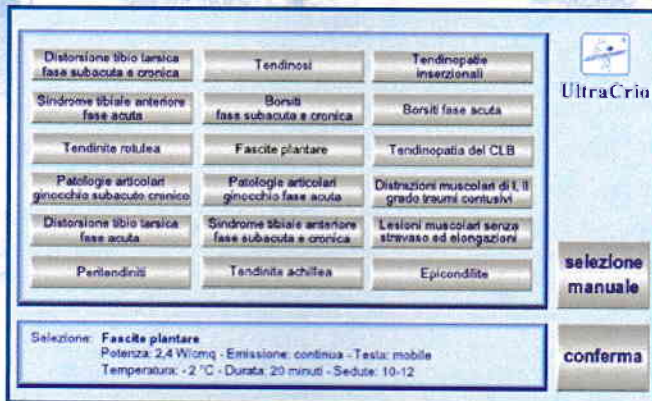 Distorsione tibio tarsica
fase subacuta e cronica
Tendinosi
Tendinopatie
inserzionali
Sindrome tibiale anteriore
fase acuta
Borsiti
fase subacuta e cronica
Borsiti fase acuta
Tendinite rotulea
Fascite plantare
Tendinopatia del CLB
Patologie articolari
ginocchio subacuto cronico
Patologie articolari
ginocchio fase acuta
Distrazioni muscolari di I, II
grado traumi contusivi
Distorsione tibio tarsica
fase acuta
Sindrome tibiale anteriore
fase subacuta e cronica
Lesioni muscolari senza
stravaso ed elongazioni
Peritendiniti
Tendinite achillea
Epicondilite
UltraCrio
selezione
manuale
Selezione: Fascite plantare
Potenza: 2,4 W/cmq - Emissione: continua - Testa: mobile
Temperatura: - 2 °C - Durata: 20 minuti - Sedute: 10-12
conferma